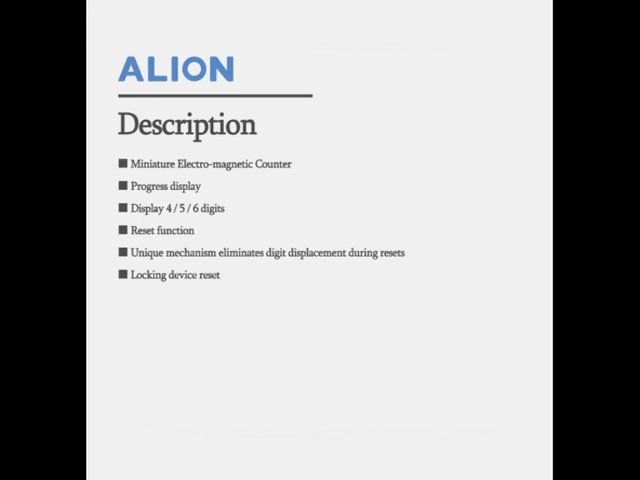 ALION
Description
■ Miniature Electro-magnetic Counter
■ Progress display
■ Display 4 / 5 / 6 digits
■ Reset function
■ Unique mechanism eliminates digit displacement during resets
■ Locking device reset